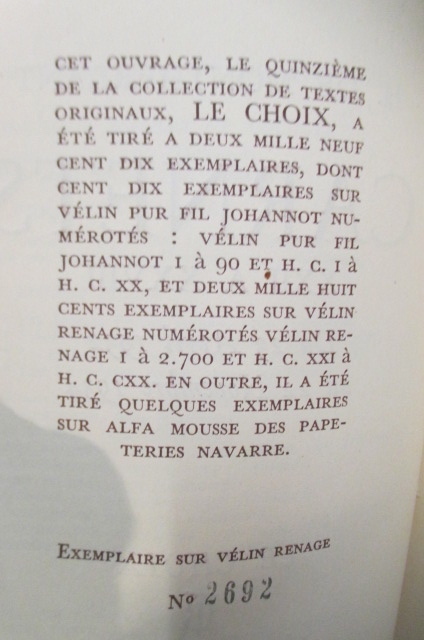 CET OUVRAGE, LE QUINZIÈME
DE LA COLLECTION DE TEXTES
ORIGINAUX, LE CHOIX, A
ÉTÉ TIRÉ A DEUX MILLE NEUF
CENT DIX EXEMPLAIRES, DONT
CENT DIX EXEMPLAIRES SUR
VÉLIN PUR FIL JOHANNOT NU-
MÉROTÉS : VÉLIN PUR FIL
JOHANNOT I à 90 ET H. C. I à
H. C. XX, ET DEUX MILLE HUIT
CENTS EXEMPLAIRES SUR VÉLIN
RENAGE NUMÉROTÉS VÉLIN RE-
NAGE I à 2.700 ET H. C. XXI à
H. C. CXX. EN OUTRE, IL A ÉTÉ
TIRÉ QUELQUES EXEMPLAIRES
SUR ALFA MOUSSE DES PAPE-
TERIES NAVARRE.
EXEMPLAIRE SUR VÉLIN RENAGE
No 2692